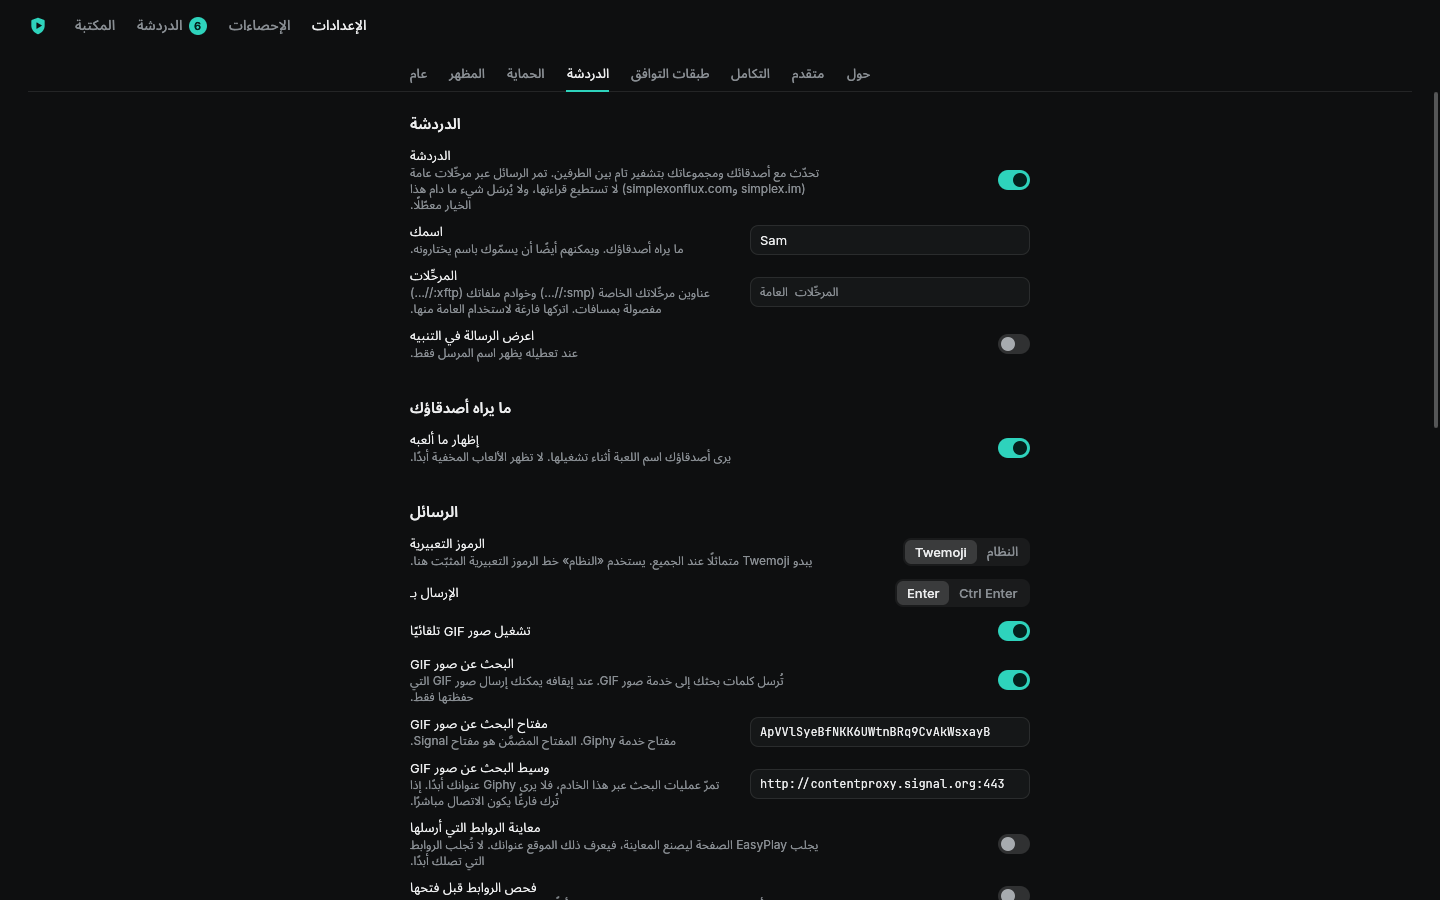 المكتبة
الدردشة 6
الإحصاءات
الإعدادات
عام
المظهر
الحماية
الدردشة
طبقات التوافق
التكامل
متقدم
حول
الدردشة
الدردشة
تحدّث مع أصدقائك ومجموعاتك بتشفير تام بين الطرفين. تمر الرسائل عبر مرحِّلات عامة
(simplex.im وsimplexonflux.com) لا تستطيع قراءتها، ولا يُرسَل شيء ما دام هذا
الخيار معطّلًا.
اسمك
ما يراه أصدقاؤك. ويمكنهم أيضًا أن يسمّوك باسم يختارونه.
Sam
المرحِّلات
عناوين مرحِّلاتك الخاصة (smp://…) وخوادم ملفاتك (xftp://…)
مفصولة بمسافات. اتركها فارغة لاستخدام العامة منها.
المرحِّلات العامة
اعرض الرسالة في التنبيه
عند تعطيله يظهر اسم المرسل فقط.
ما يراه أصدقاؤك
إظهار ما ألعبه
يرى أصدقاؤك اسم اللعبة أثناء تشغيلها. لا تظهر الألعاب المخفية أبدًا.
الرسائل
الرموز التعبيرية
يبدو Twemoji متماثلًا عند الجميع. يستخدم «النظام» خط الرموز التعبيرية المثبّت هنا.
Twemoji
النظام
الإرسال بـ
Enter
Ctrl Enter
تشغيل صور GIF تلقائيًا
البحث عن صور GIF
تُرسل كلمات بحثك إلى خدمة صور GIF. عند إيقافه يمكنك إرسال صور GIF التي
حفظتها فقط.
مفتاح البحث عن صور GIF
مفتاح خدمة Giphy. المفتاح المضمَّن هو مفتاح Signal.
ApVVlSyeBfNKK6UWtnBRq9CvAkWsxayB
وسيط البحث عن صور GIF
تمرّ عمليات البحث عبر هذا الخادم، فلا يرى Giphy عنوانك أبدًا. إذا
تُرك فارغًا يكون الاتصال مباشرًا.
http://contentproxy.signal.org:443
معاينة الروابط التي أرسلها
يجلب EasyPlay الصفحة ليصنع المعاينة، فيعرف ذلك الموقع عنوانك. لا تُجلب الروابط
التي تصلك أبدًا.
فحص الروابط قبل فتحها